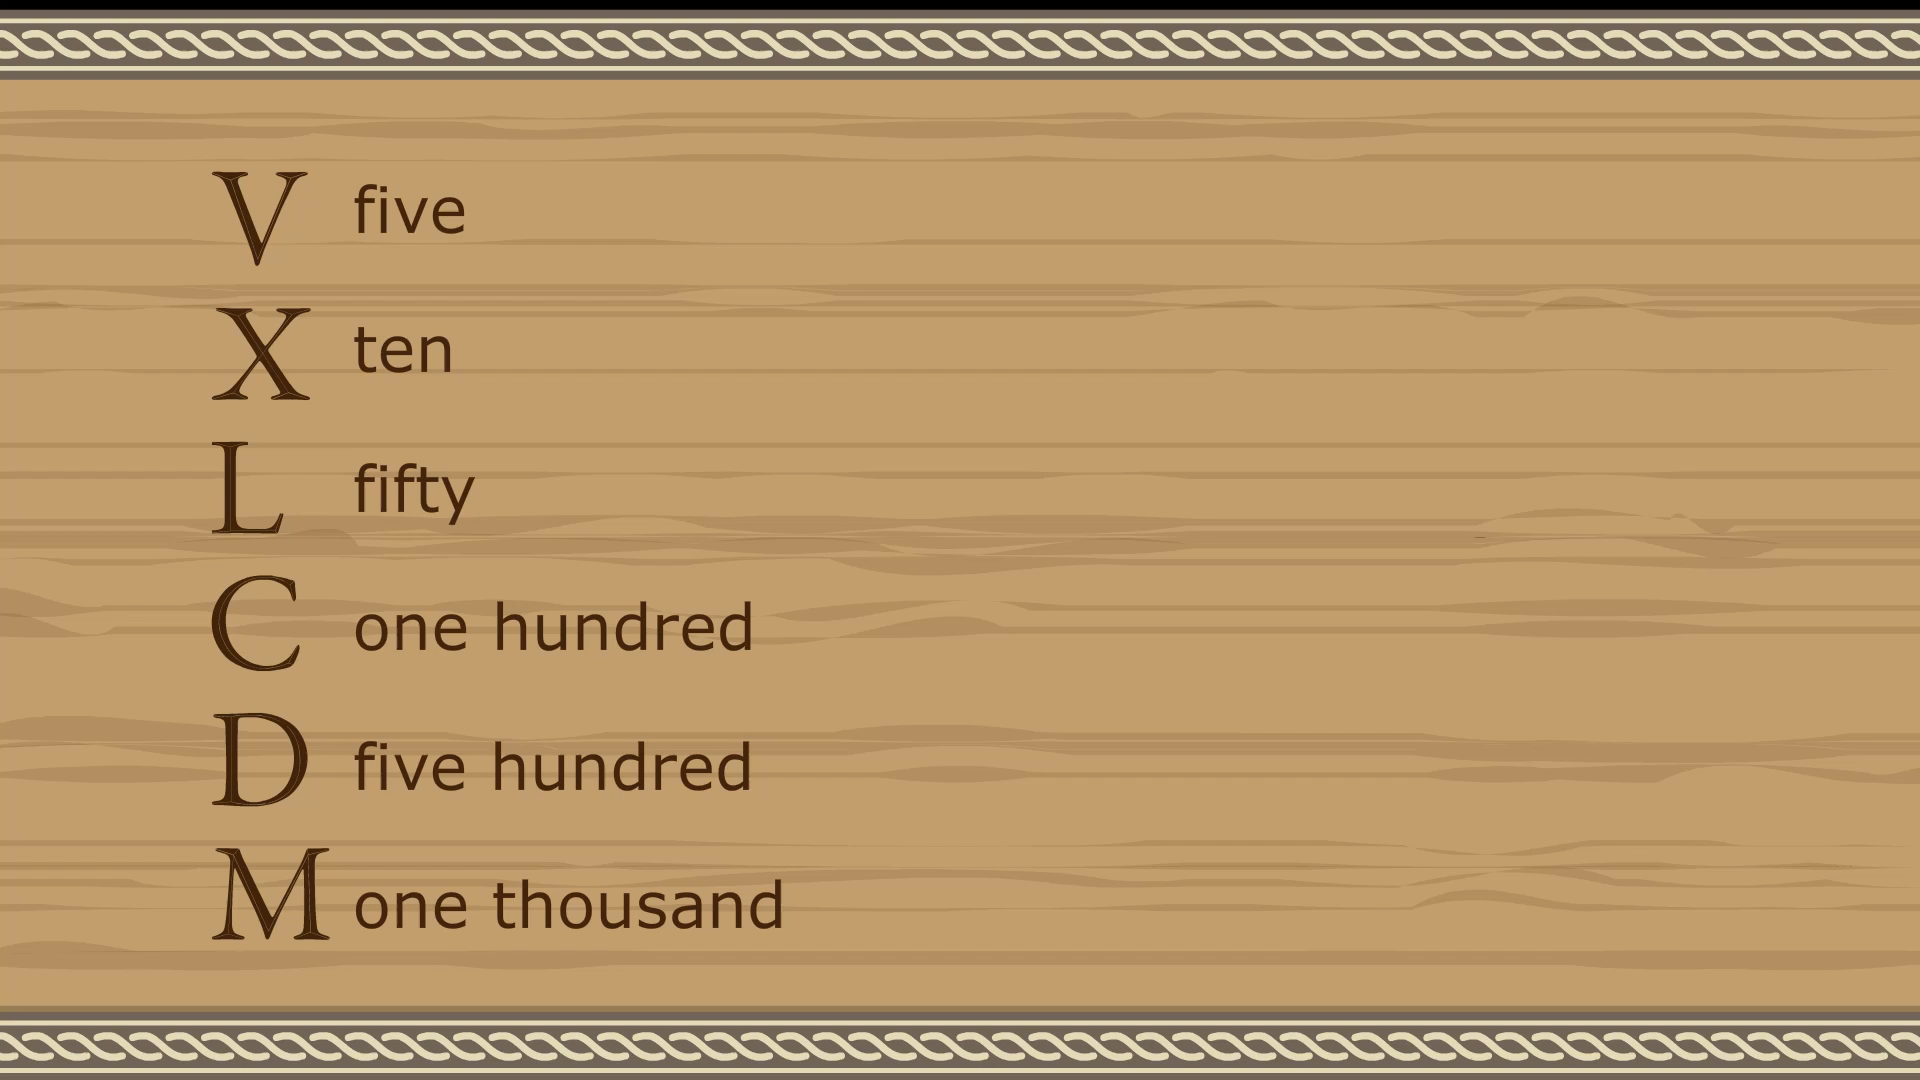 V five
X ten
L fifty
C one hundred
D five hundred
M one thousand